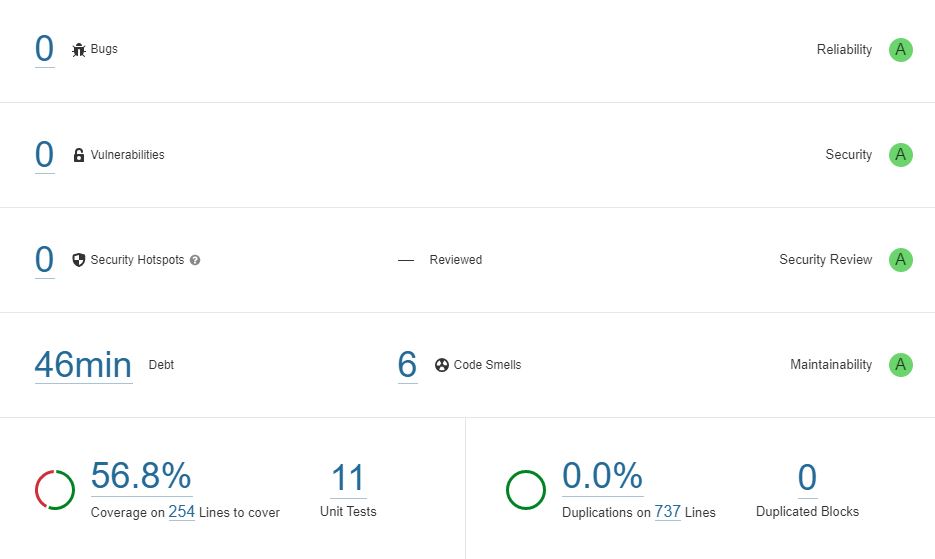 0 Bugs Reliability A
0 Vulnerabilities Security A
0 Security Hotspots ? — Reviewed Security Review A
46min Debt 6 Code Smells Maintainability A
56.8% 11 0.0% 0
Coverage on 254 Lines to cover Unit Tests Duplications on 737 Lines Duplicated Blocks